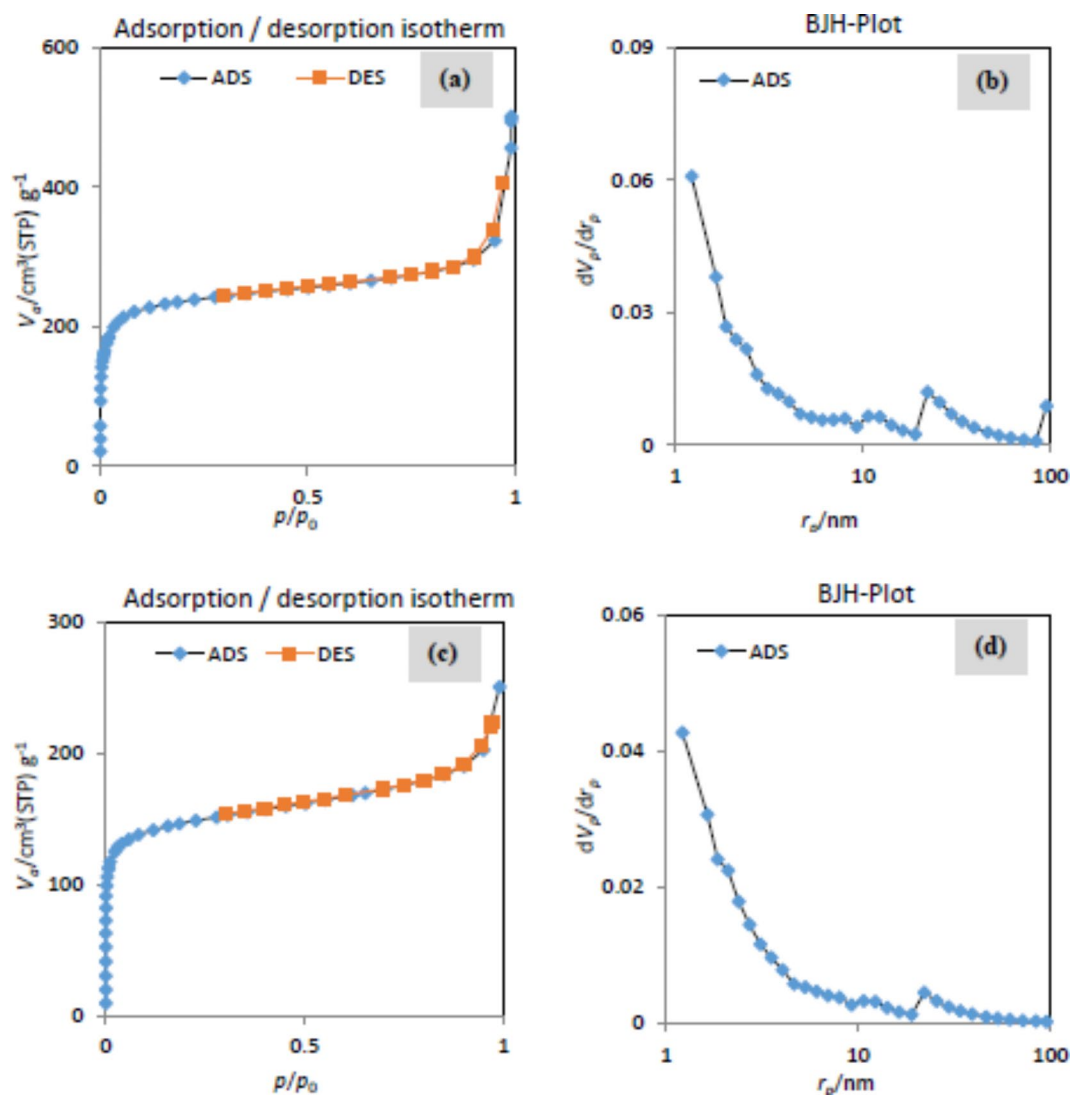 Adsorption / desorption isotherm
ADS DES (a)
600
400
200
0
Vₐ/cm³(STP) g⁻¹
0 0.5 1
p/p₀
BJH-Plot
ADS (b)
0.09
0.06
0.03
0
dVₚ/drₚ
1 10 100
rₚ/nm
Adsorption / desorption isotherm
ADS DES (c)
300
200
100
0
Vₐ/cm³(STP) g⁻¹
0 0.5 1
p/p₀
BJH-Plot
ADS (d)
0.06
0.04
0.02
0
dVₚ/drₚ
1 10 100
rₚ/nm